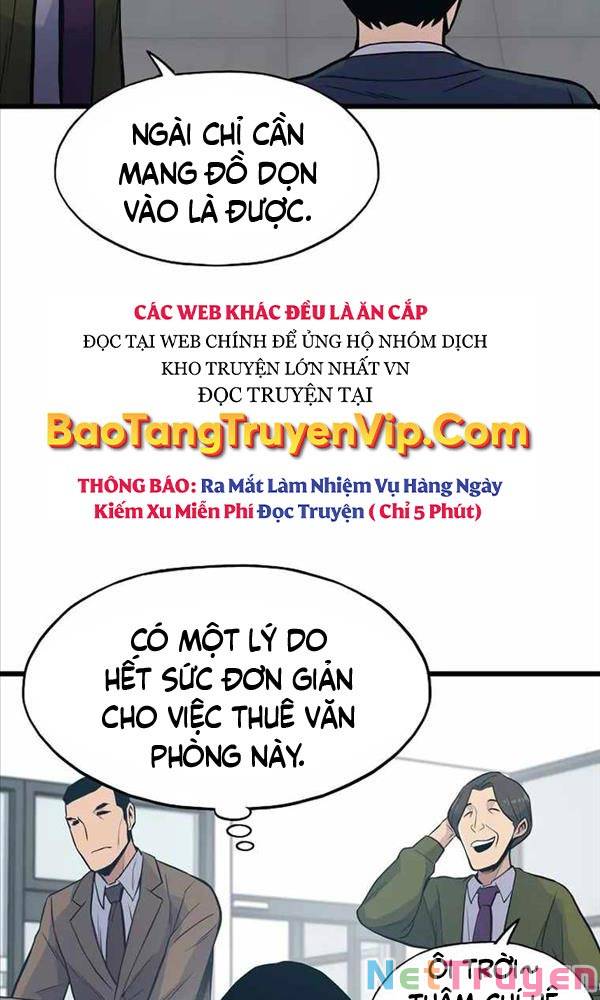 NGÀI CHỈ CẦN
MANG ĐỒ DỌN
VÀO LÀ ĐƯỢC.
CÁC WEB KHÁC ĐỀU LÀ ĂN CẮP
ĐỌC TẠI WEB CHÍNH ĐỂ ỦNG HỘ NHÓM DỊCH
KHO TRUYỆN LỚN NHẤT VN
ĐỌC TRUYỆN TẠI
BaoTangTruyenVip.Com
THÔNG BÁO: Ra Mắt Làm Nhiệm Vụ Hàng Ngày
Kiếm Xu Miễn Phí Đọc Truyện ( Chỉ 5 Phút)
CÓ MỘT LÝ DO
HẾT SỨC ĐƠN GIẢN
CHO VIỆC THUÊ VĂN
PHÒNG NÀY.
Ôi TRỜI~
THẬM CHÍ
NetTruyen